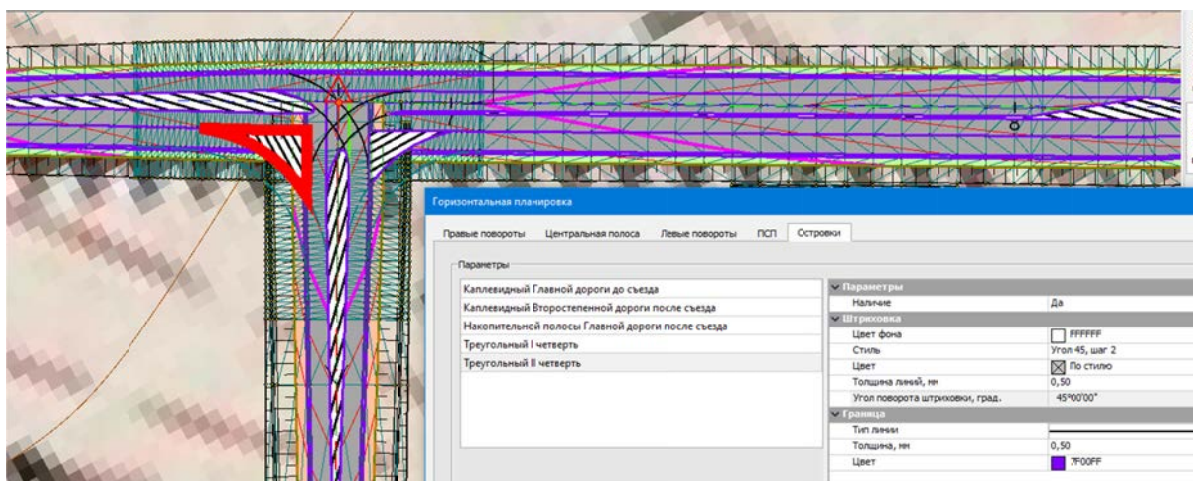 Горизонтальная планировка
Правые повороты Центральная полоса Левые повороты ПСП Островки
Параметры
Каплевидный Главной дороги до съезда
Каплевидный Второстепенной дороги после съезда
Накопительной полосы Главной дороги после съезда
Треугольный I четверть
Треугольный II четверть
Параметры
Наличие Да
Штриховка
Цвет фона FFFFFF
Стиль Угол 45, шаг 2
Цвет По стилю
Толщина линий, мм 0,50
Угол поворота штриховки, град. 45°00'00"
Граница
Тип линии
Толщина, мм 0,50
Цвет 7F00FF